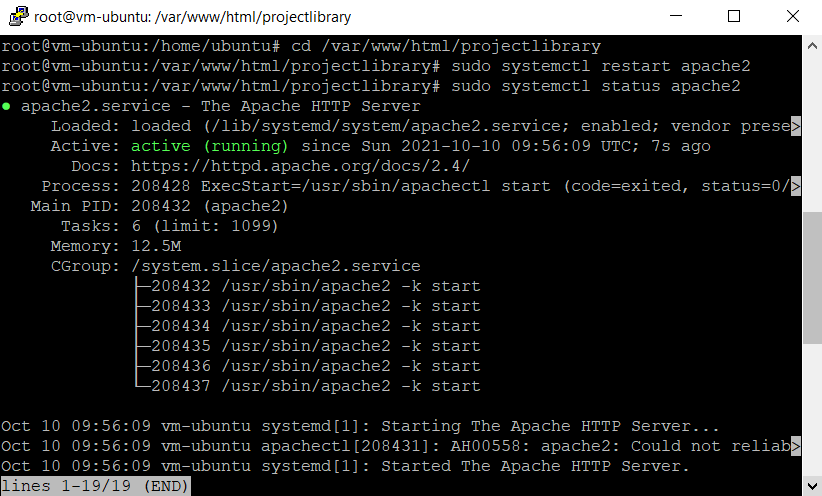 root@vm-ubuntu: /var/www/html/projectlibrary
root@vm-ubuntu:/home/ubuntu# cd /var/www/html/projectlibrary
root@vm-ubuntu:/var/www/html/projectlibrary# sudo systemctl restart apache2
root@vm-ubuntu:/var/www/html/projectlibrary# sudo systemctl status apache2
● apache2.service - The Apache HTTP Server
     Loaded: loaded (/lib/systemd/system/apache2.service; enabled; vendor prese>
     Active: active (running) since Sun 2021-10-10 09:56:09 UTC; 7s ago
       Docs: https://httpd.apache.org/docs/2.4/
    Process: 208428 ExecStart=/usr/sbin/apachectl start (code=exited, status=0/>
   Main PID: 208432 (apache2)
      Tasks: 6 (limit: 1099)
     Memory: 12.5M
     CGroup: /system.slice/apache2.service
             ├─208432 /usr/sbin/apache2 -k start
             ├─208433 /usr/sbin/apache2 -k start
             ├─208434 /usr/sbin/apache2 -k start
             ├─208435 /usr/sbin/apache2 -k start
             ├─208436 /usr/sbin/apache2 -k start
             └─208437 /usr/sbin/apache2 -k start

Oct 10 09:56:09 vm-ubuntu systemd[1]: Starting The Apache HTTP Server...
Oct 10 09:56:09 vm-ubuntu apachectl[208431]: AH00558: apache2: Could not reliab>
Oct 10 09:56:09 vm-ubuntu systemd[1]: Started The Apache HTTP Server.
lines 1-19/19 (END)